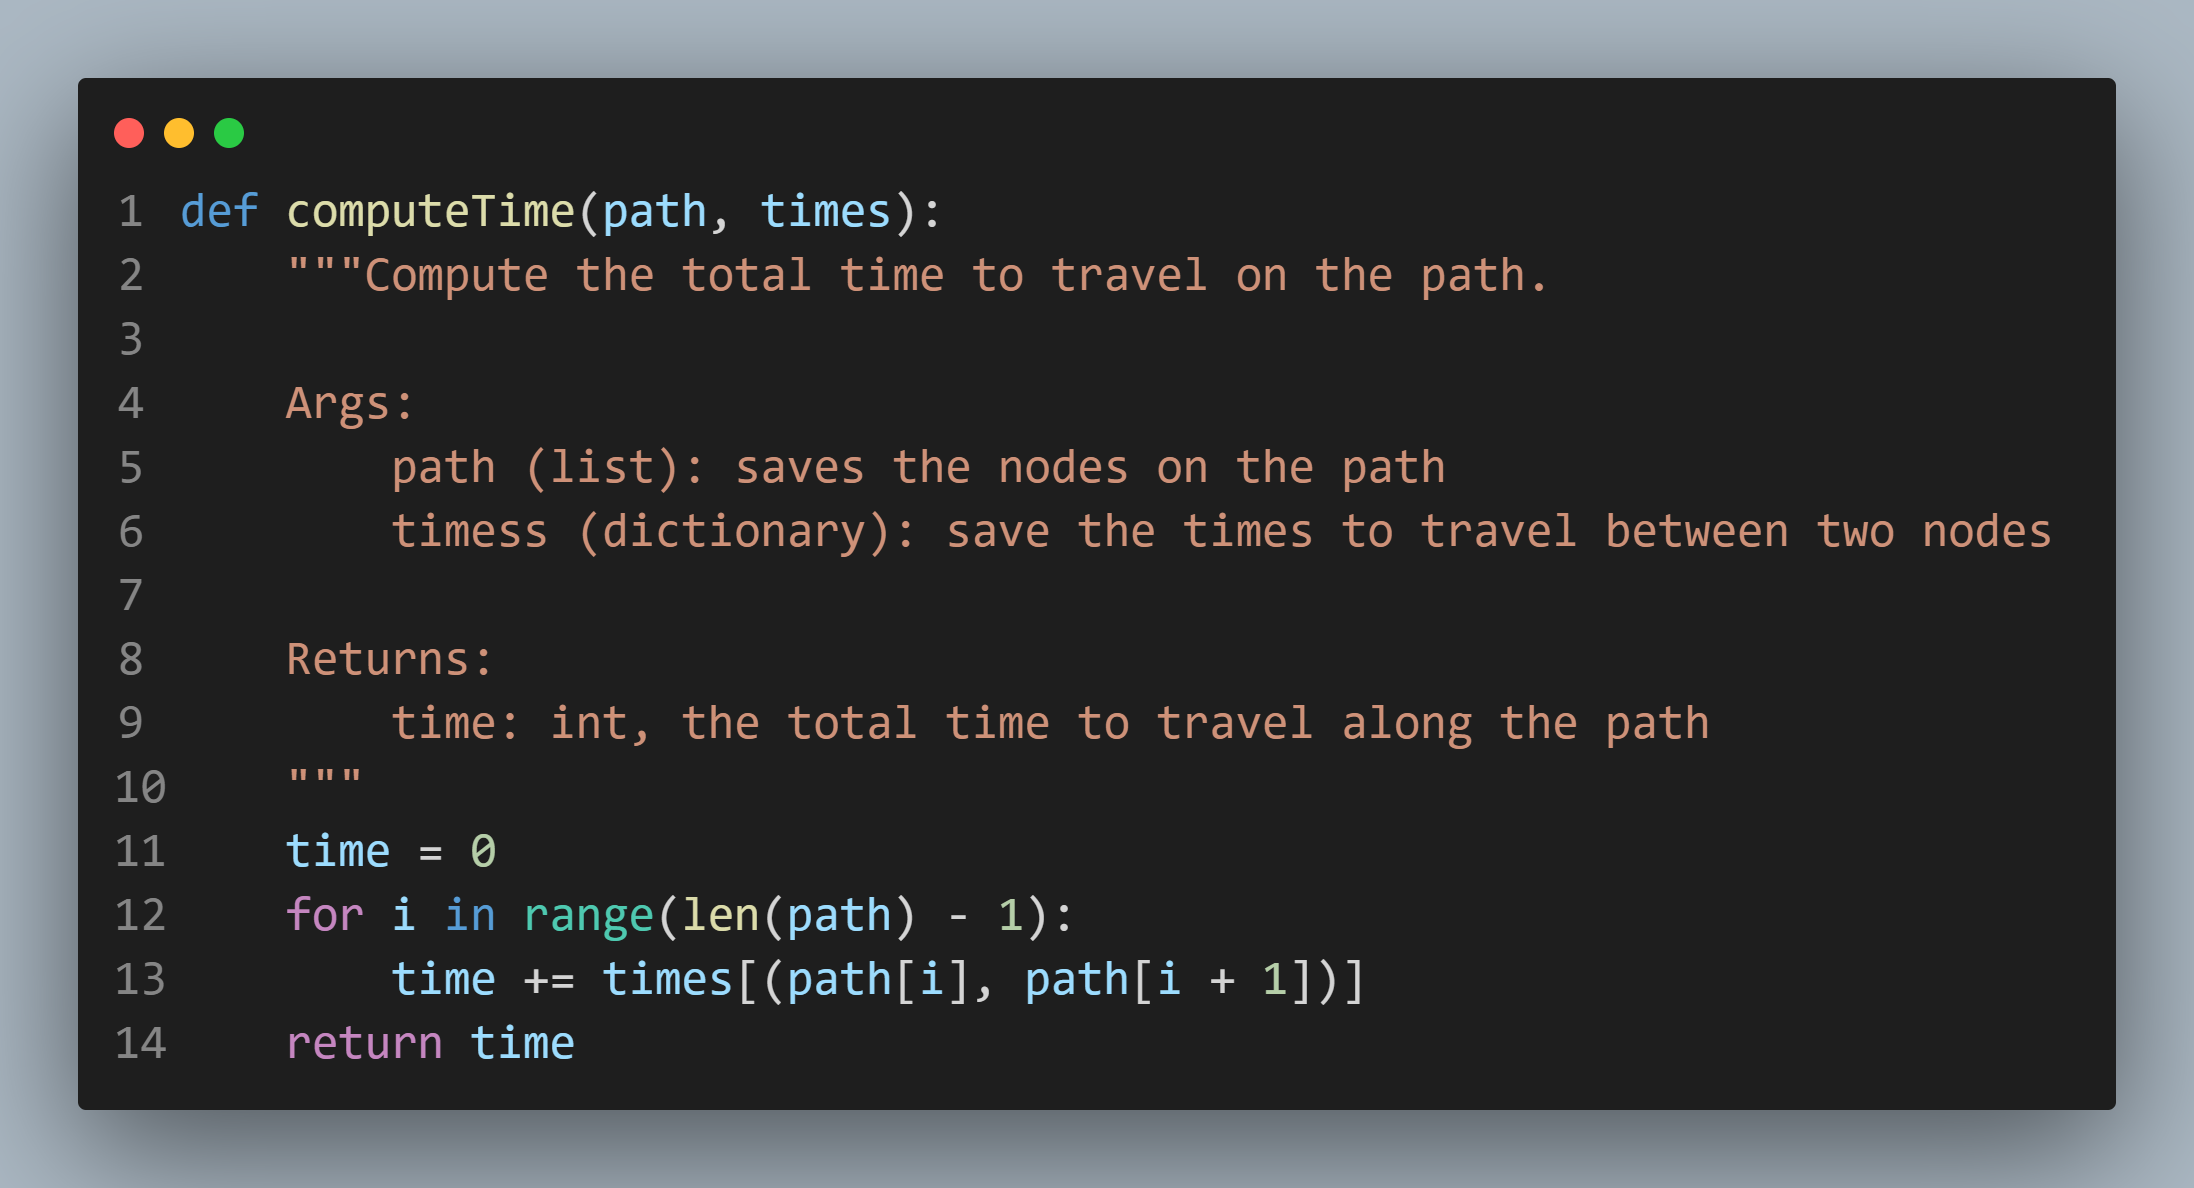 1 def computeTime(path, times):
2     """Compute the total time to travel on the path.
3
4     Args:
5         path (list): saves the nodes on the path
6         timess (dictionary): save the times to travel between two nodes
7
8     Returns:
9         time: int, the total time to travel along the path
10     """
11     time = 0
12     for i in range(len(path) - 1):
13         time += times[(path[i], path[i + 1])]
14     return time